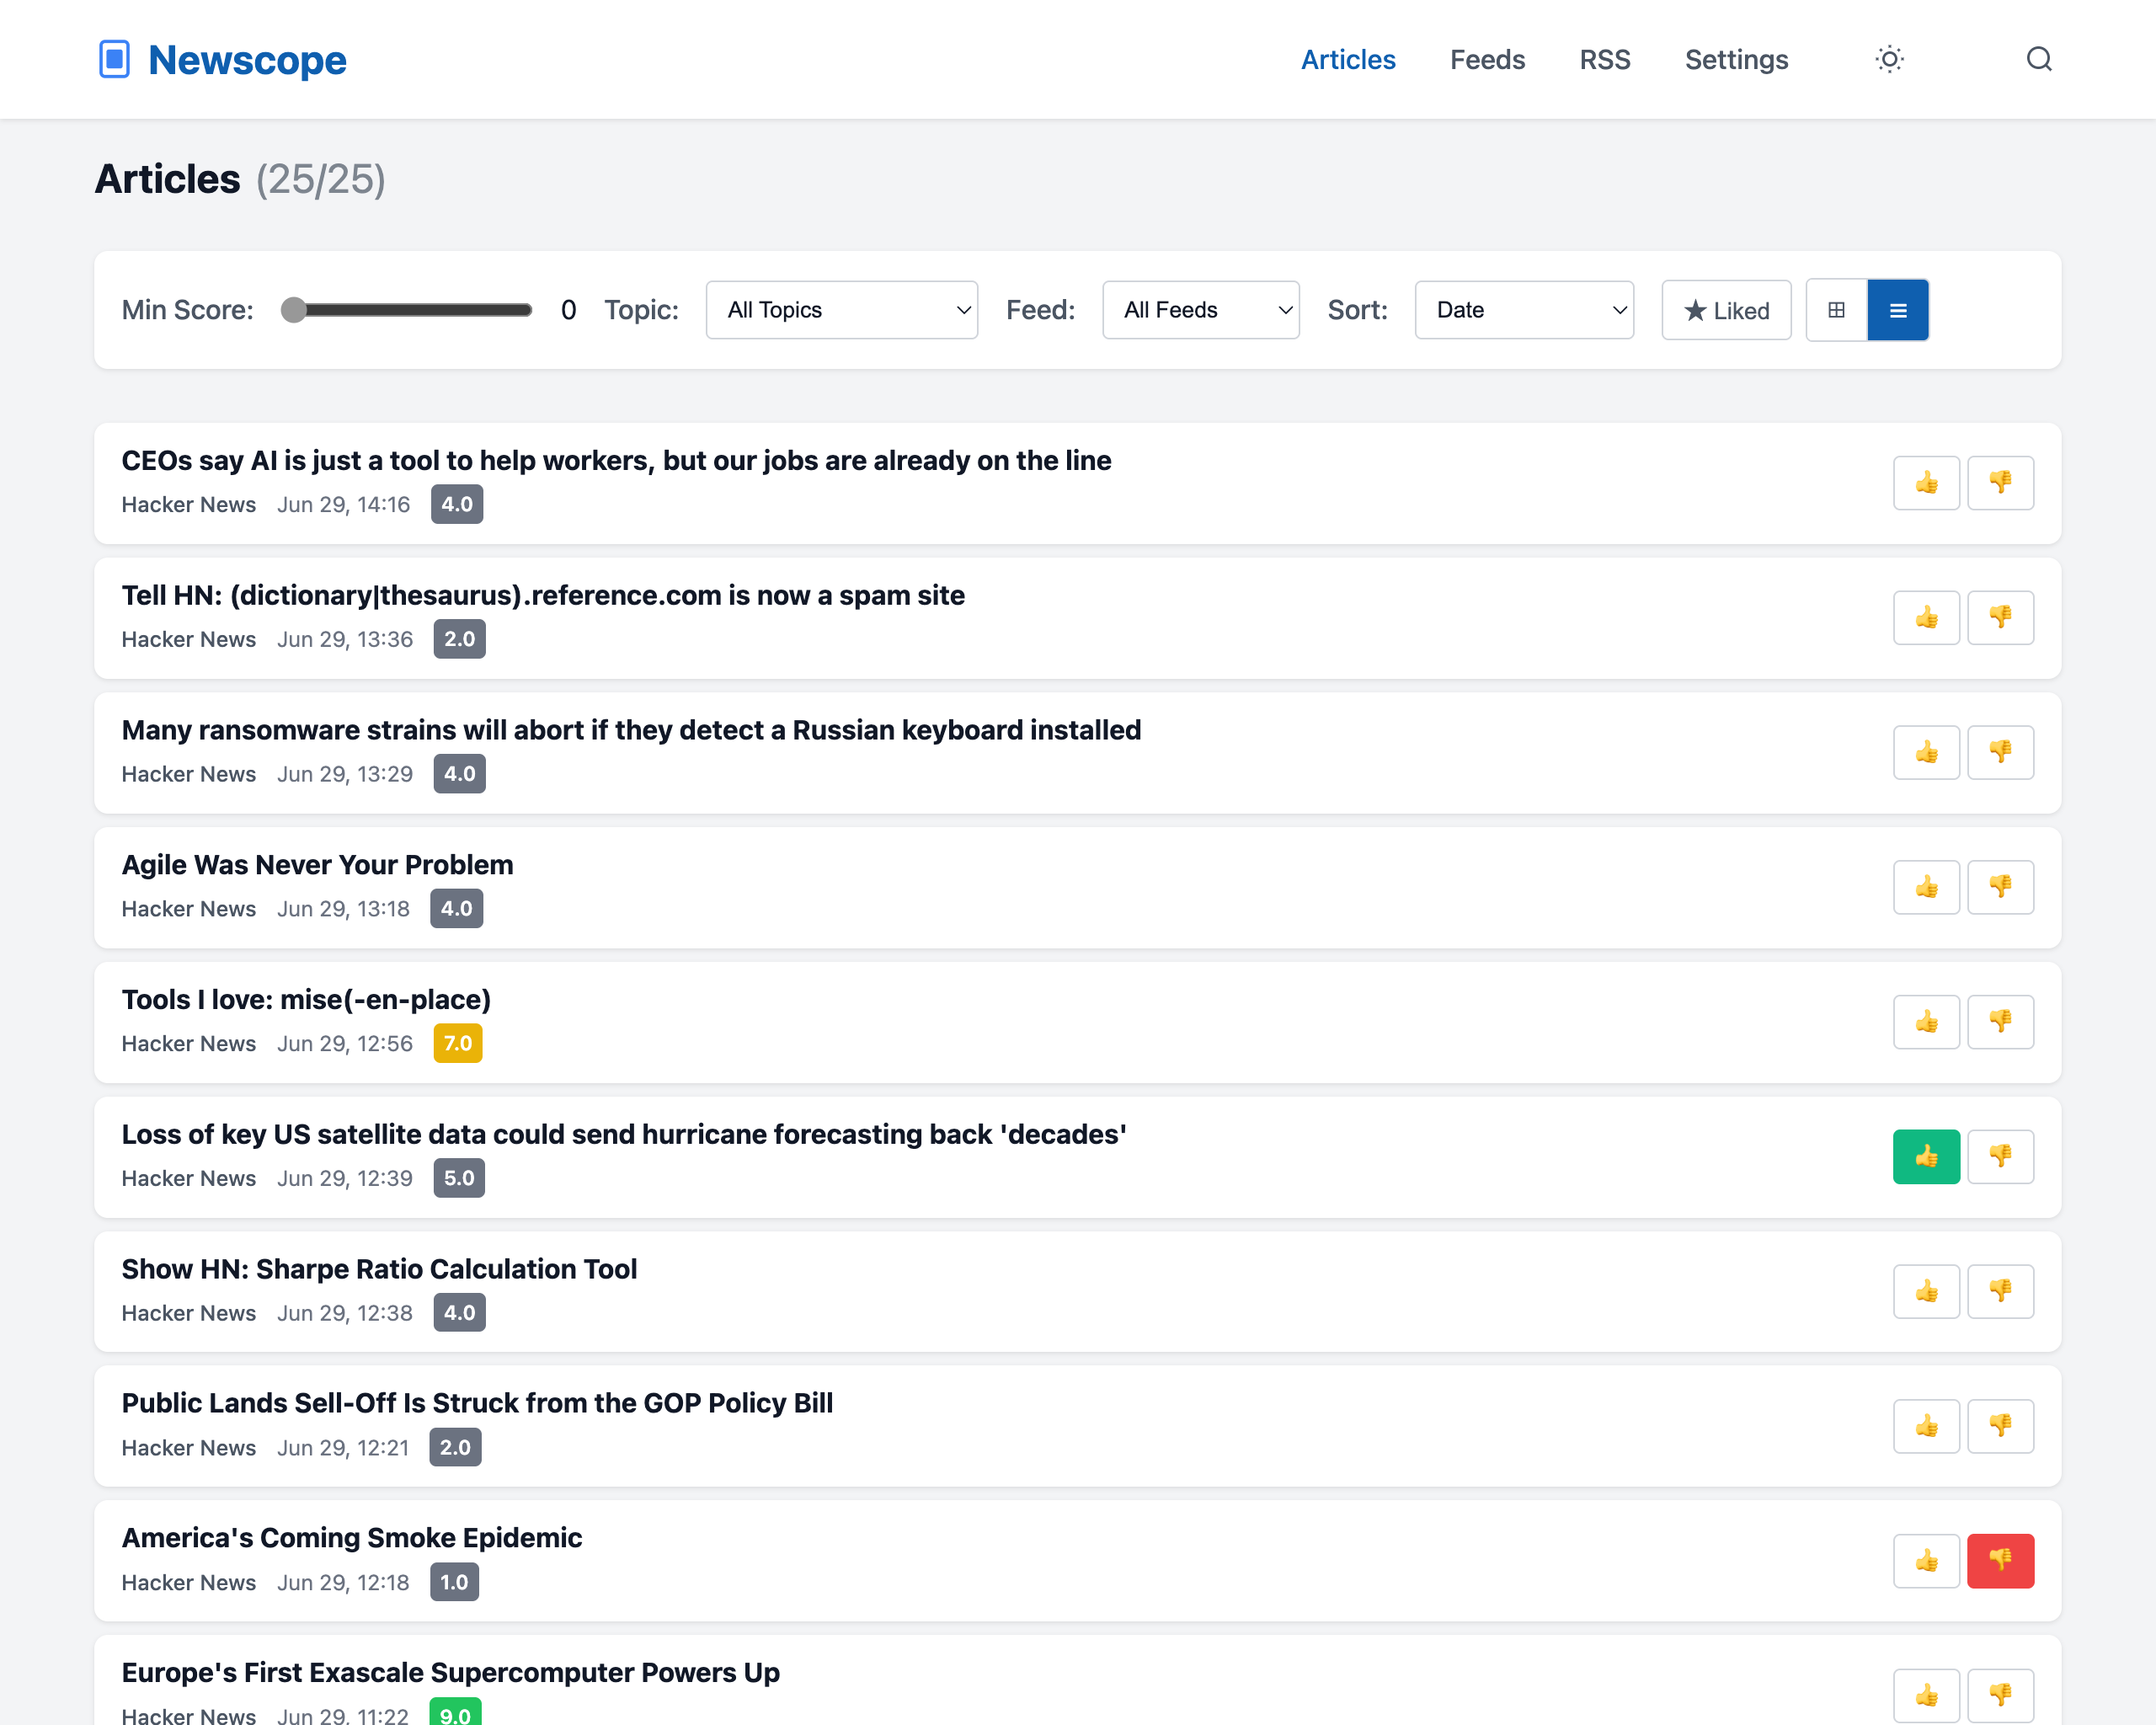 Newscope
Articles Feeds RSS Settings
Articles (25/25)
Min Score: 0 Topic: All Topics Feed: All Feeds Sort: Date ★ Liked
CEOs say AI is just a tool to help workers, but our jobs are already on the line
Hacker News Jun 29, 14:16 4.0
Tell HN: (dictionary|thesaurus).reference.com is now a spam site
Hacker News Jun 29, 13:36 2.0
Many ransomware strains will abort if they detect a Russian keyboard installed
Hacker News Jun 29, 13:29 4.0
Agile Was Never Your Problem
Hacker News Jun 29, 13:18 4.0
Tools I love: mise(-en-place)
Hacker News Jun 29, 12:56 7.0
Loss of key US satellite data could send hurricane forecasting back 'decades'
Hacker News Jun 29, 12:39 5.0
Show HN: Sharpe Ratio Calculation Tool
Hacker News Jun 29, 12:38 4.0
Public Lands Sell-Off Is Struck from the GOP Policy Bill
Hacker News Jun 29, 12:21 2.0
America's Coming Smoke Epidemic
Hacker News Jun 29, 12:18 1.0
Europe's First Exascale Supercomputer Powers Up
Hacker News Jun 29, 11:22 9.0